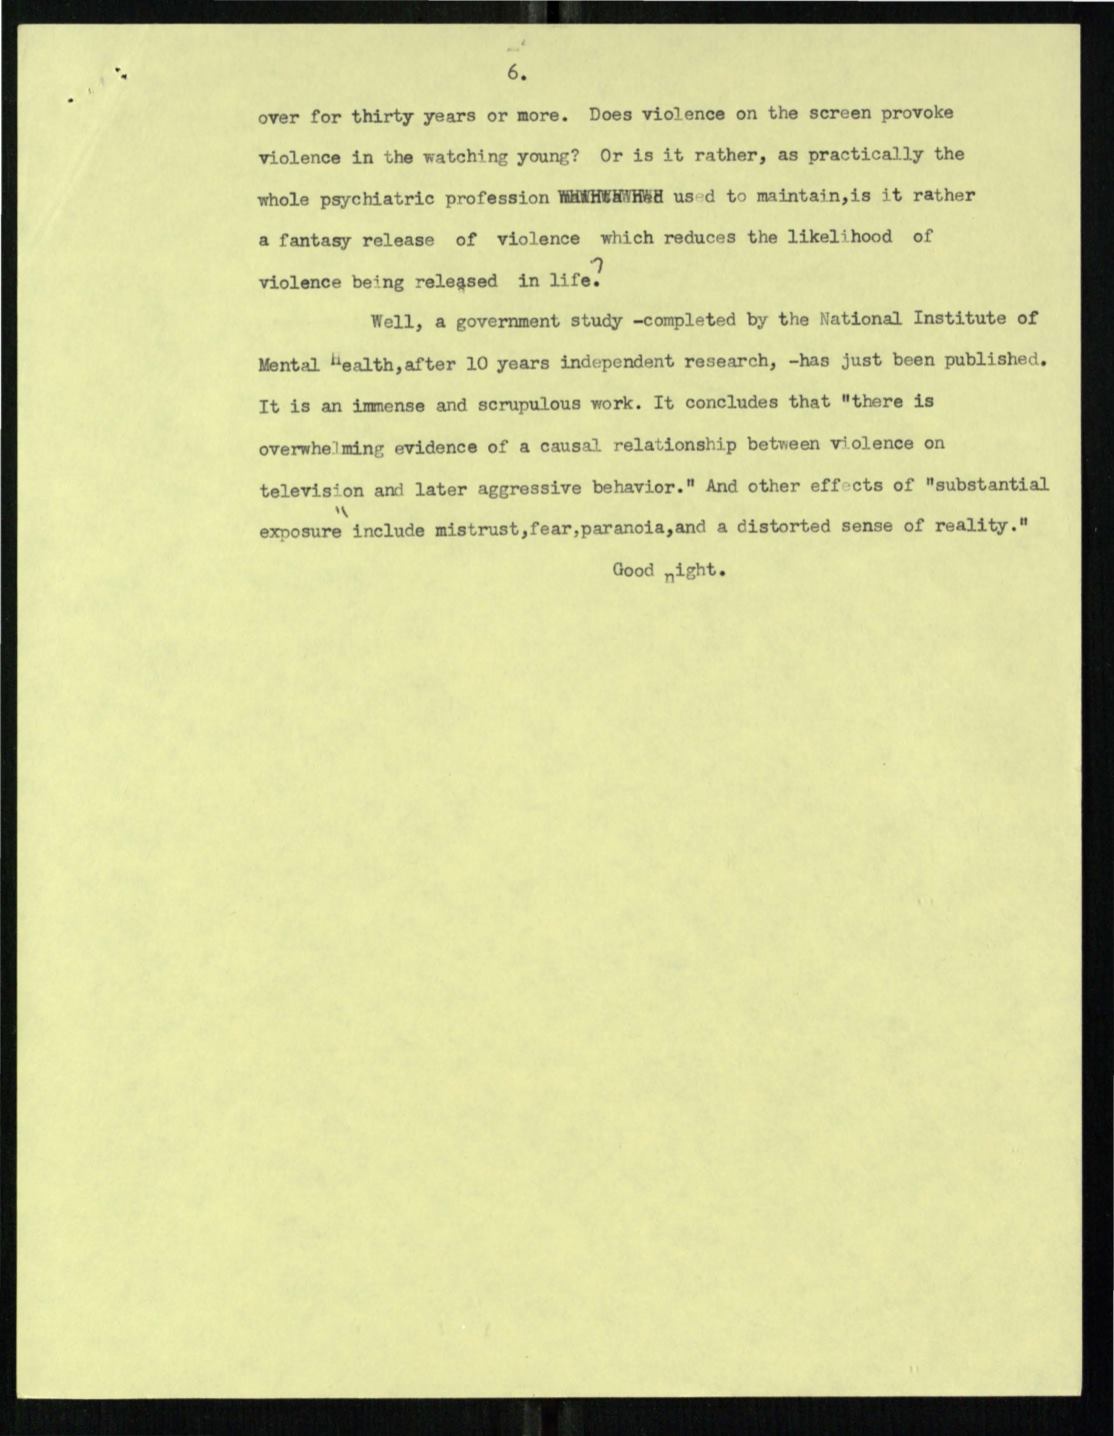 6.
over for thirty years or more. Does violence on the screen provoke
violence in the watching young? Or is it rather, as practically the
whole psychiatric profession used to maintain,is it rather
a fantasy release of violence which reduces the likelihood of
violence being released in life?
Well, a government study -completed by the National Institute of
Mental Health,after 10 years independent research, -has just been published.
It is an immense and scrupulous work. It concludes that "there is
overwhelming evidence of a causal relationship between violence on
television and later aggressive behavior." And other effects of "substantial
exposure" include mistrust,fear,paranoia,and a distorted sense of reality."
Good night.